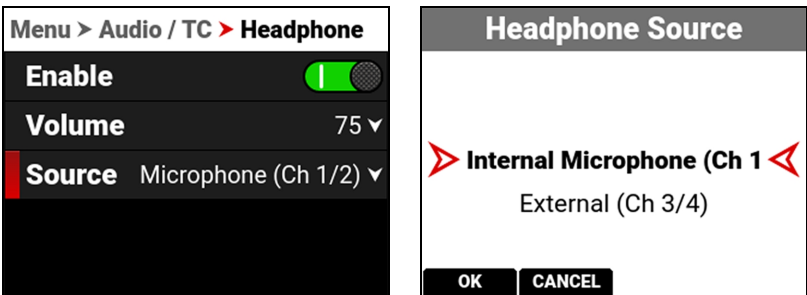 Menu > Audio / TC > Headphone
Enable
Volume 75
Source Microphone (Ch 1/2)
Headphone Source
Internal Microphone (Ch 1
External (Ch 3/4)
OK CANCEL